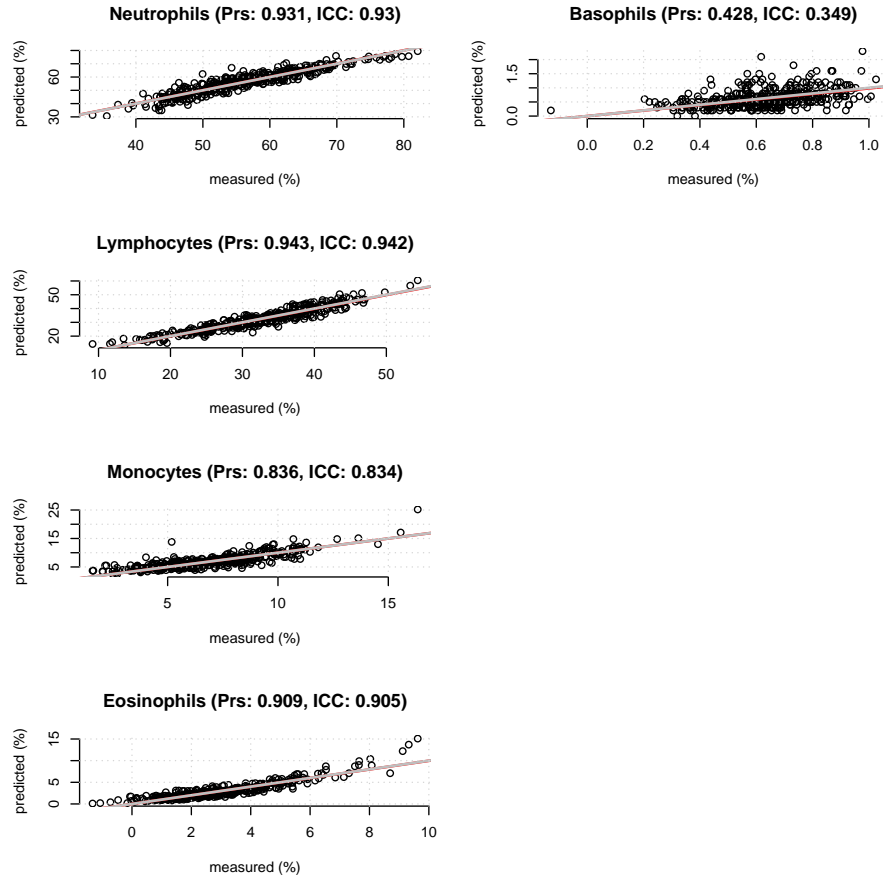 Neutrophils (Prs: 0.931, ICC: 0.93)
predicted (%)
30 60
40 50 60 70 80
measured (%)
Basophils (Prs: 0.428, ICC: 0.349)
predicted (%)
0.0 1.5
0.0 0.2 0.4 0.6 0.8 1.0
measured (%)
Lymphocytes (Prs: 0.943, ICC: 0.942)
predicted (%)
20 50
10 20 30 40 50
measured (%)
Monocytes (Prs: 0.836, ICC: 0.834)
predicted (%)
5 15 25
5 10 15
measured (%)
Eosinophils (Prs: 0.909, ICC: 0.905)
predicted (%)
0 5 15
0 2 4 6 8 10
measured (%)